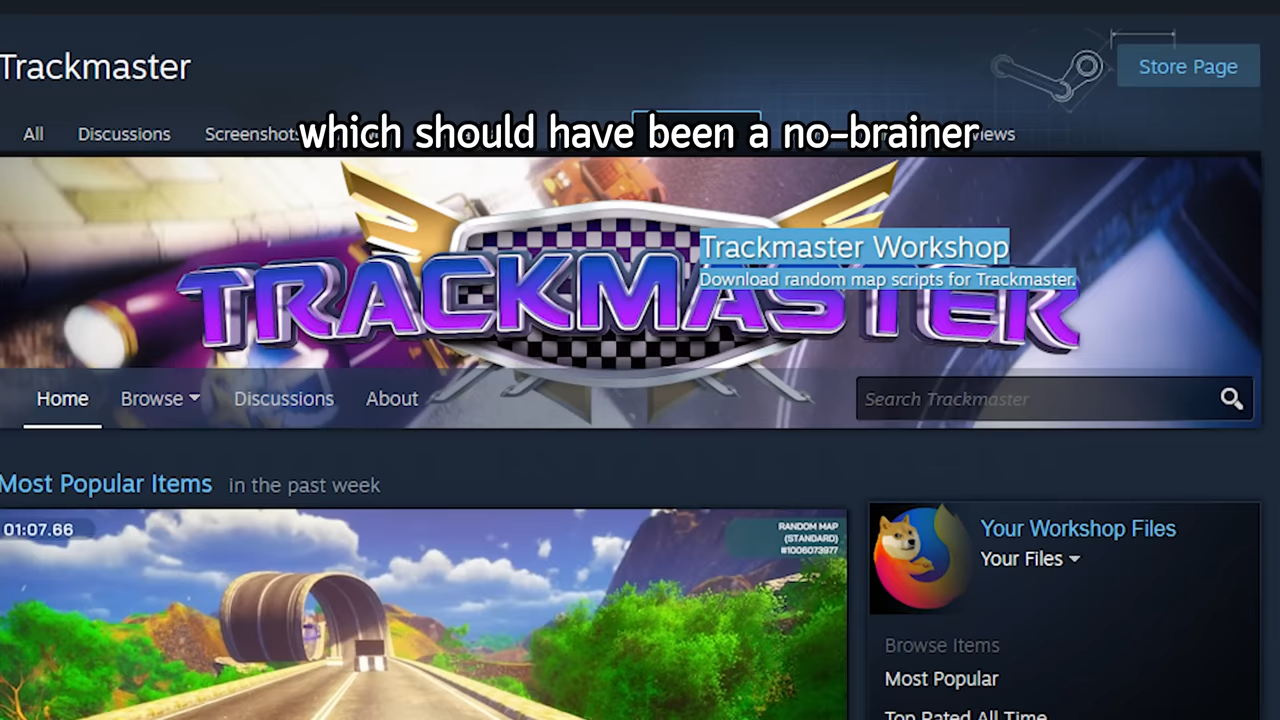 Trackmaster
Store Page
All Discussions Screenshots
which should have been a no-brainer
Trackmaster Workshop
Download random map scripts for Trackmaster.
TRACKMASTER
Home Browse Discussions About
Search Trackmaster
Most Popular Items in the past week
01:07.66
RANDOM MAP
(STANDARD)
#1006073977
Your Workshop Files
Your Files
Browse Items
Most Popular
Top Rated All Time